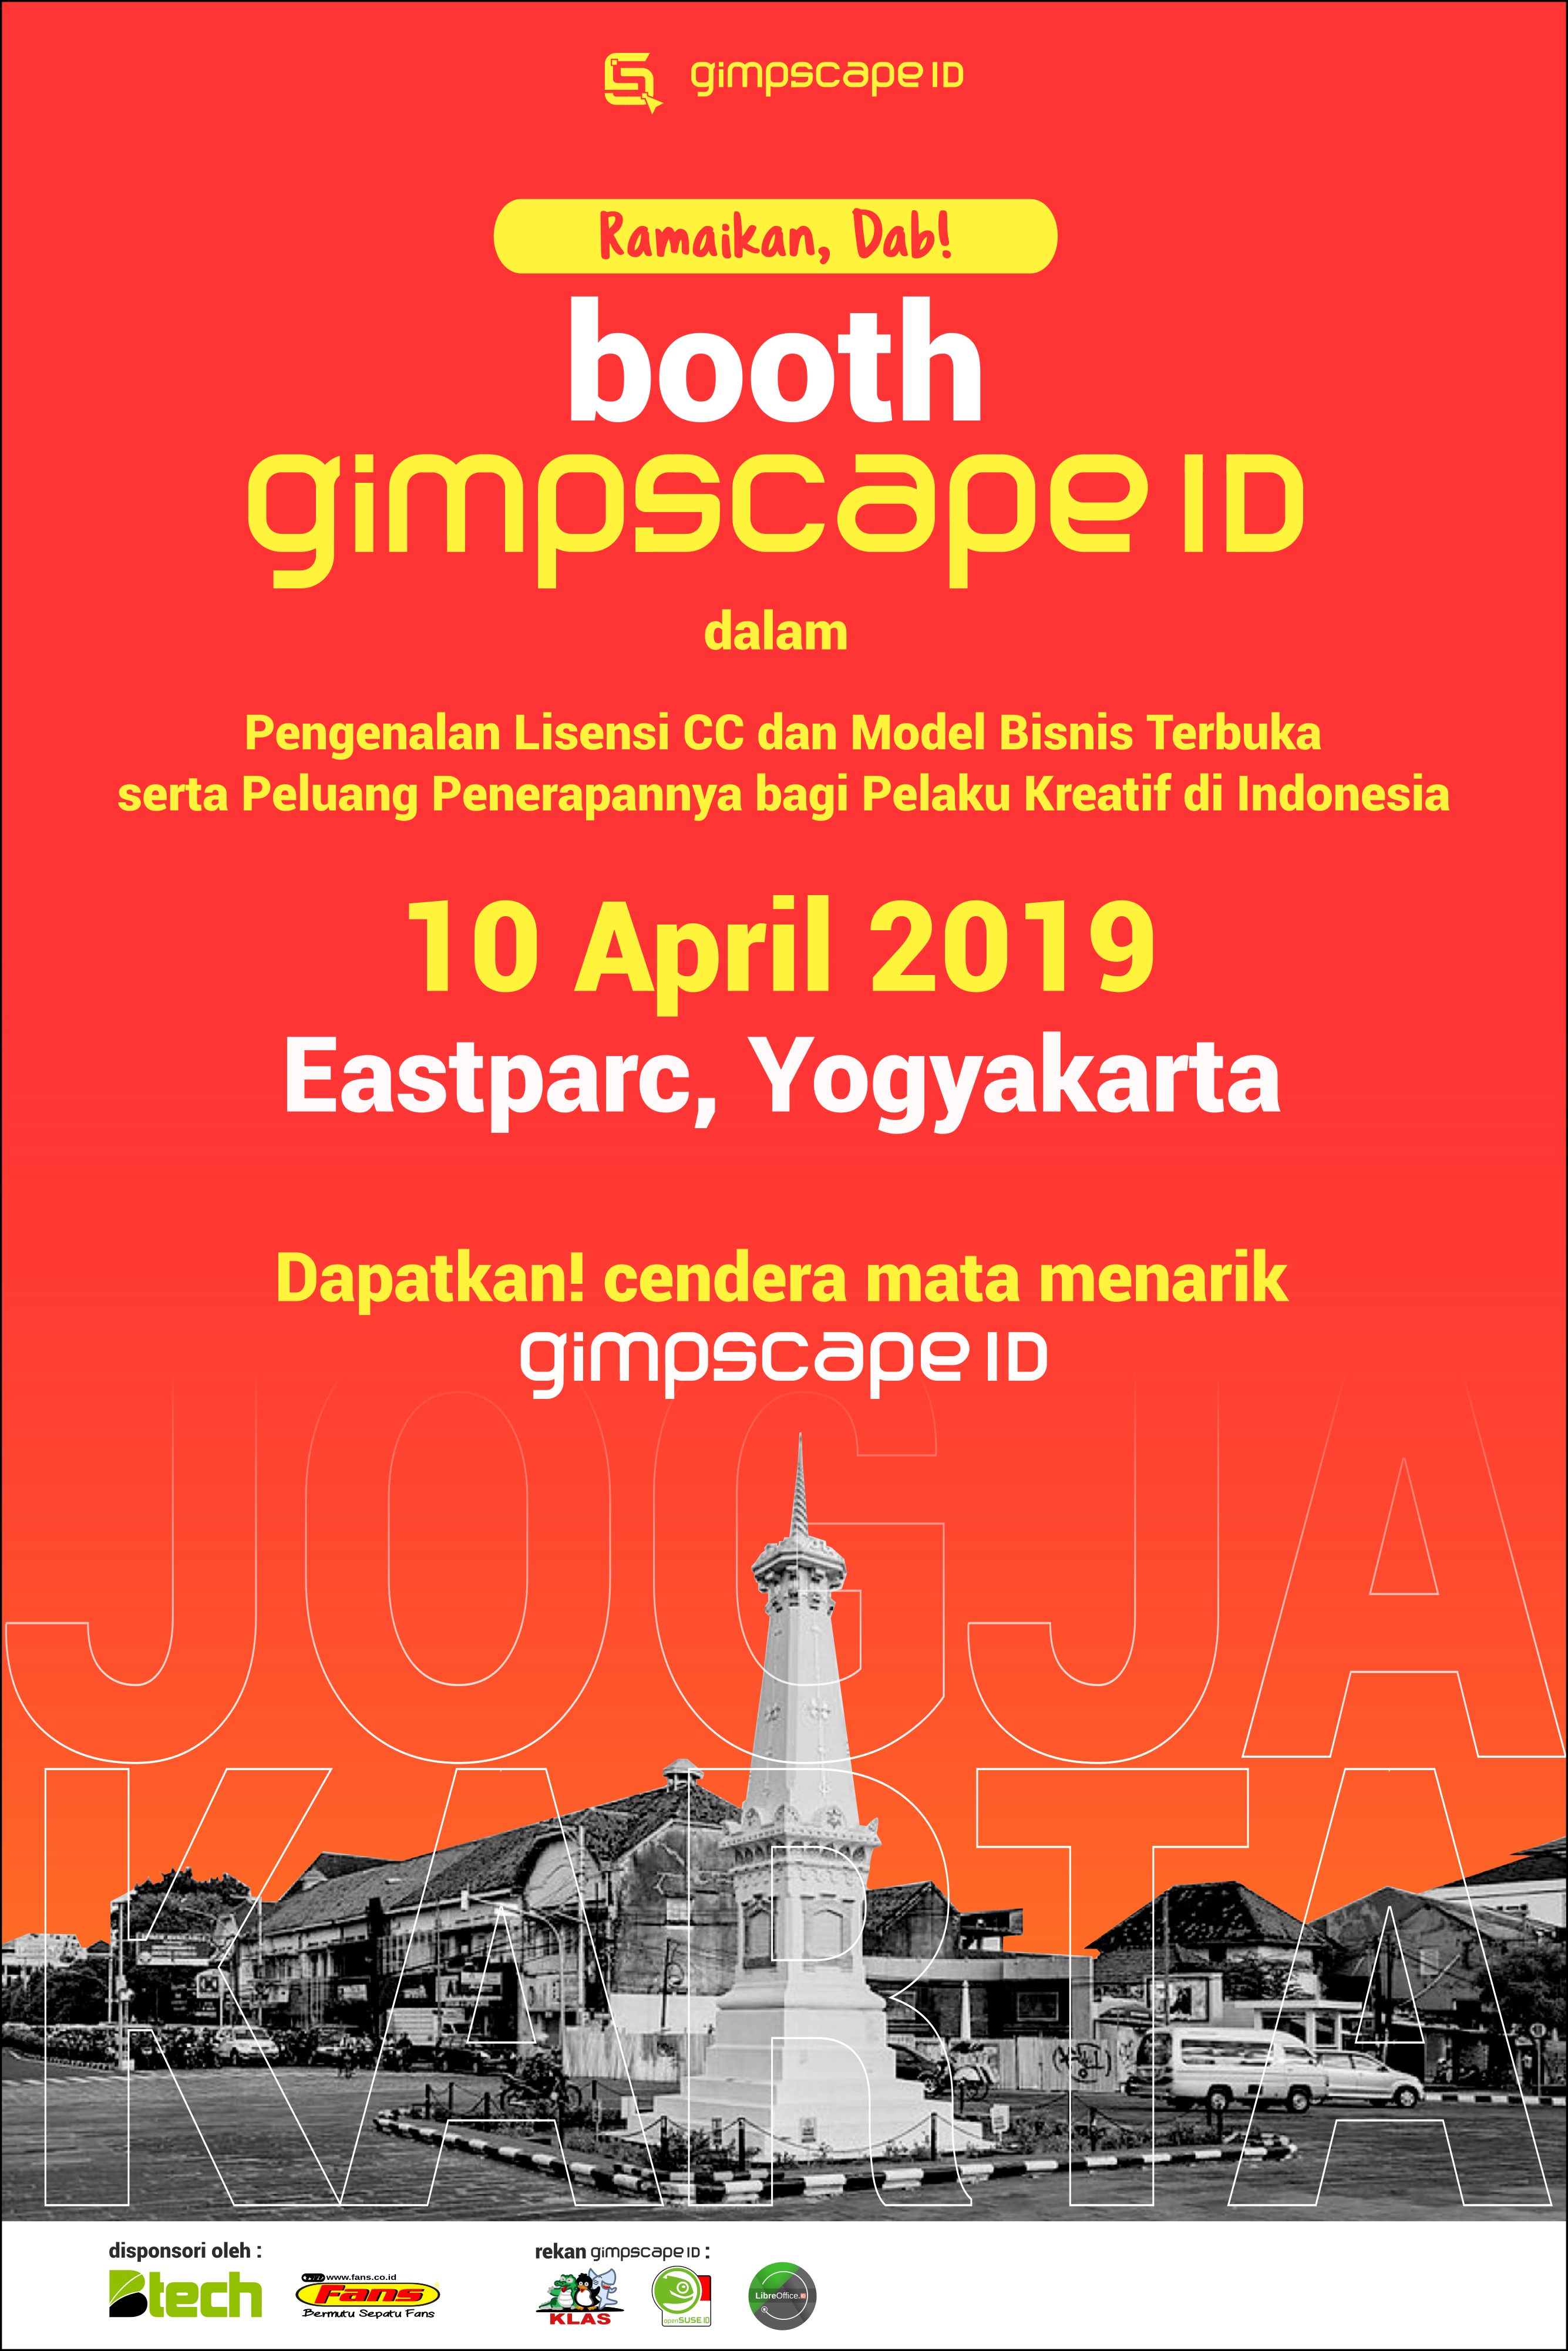 gimpscape ID
Ramaikan, Dab!
booth
gimpscape ID
dalam
Pengenalan Lisensi CC dan Model Bisnis Terbuka
serta Peluang Penerapannya bagi Pelaku Kreatif di Indonesia
10 April 2019
Eastparc, Yogyakarta
Dapatkan! cendera mata menarik
gimpscape ID
JOGJA
KARTA
disponsori oleh :
Btech
www.fans.co.id
Fans
Bermutu Sepatu Fans
rekan gimpscape ID :
KLAS
openSUSE ID
LibreOffice.id